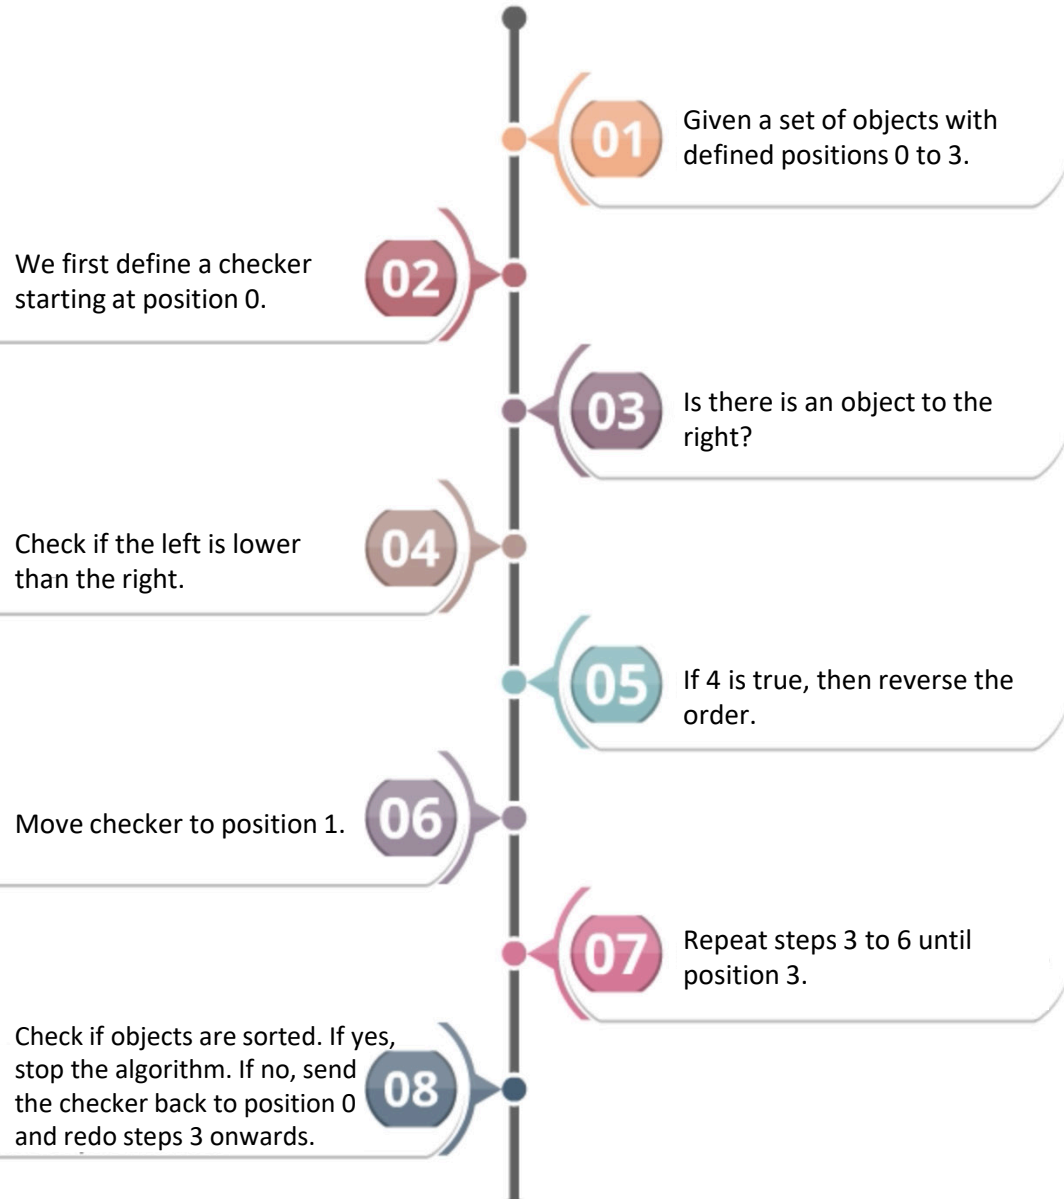 01
Given a set of objects with
defined positions 0 to 3.
We first define a checker
starting at position 0.
02
03
Is there is an object to the
right?
Check if the left is lower
than the right.
04
05
If 4 is true, then reverse the
order.
Move checker to position 1.
06
07
Repeat steps 3 to 6 until
position 3.
Check if objects are sorted. If yes,
stop the algorithm. If no, send
the checker back to position 0
and redo steps 3 onwards.
08